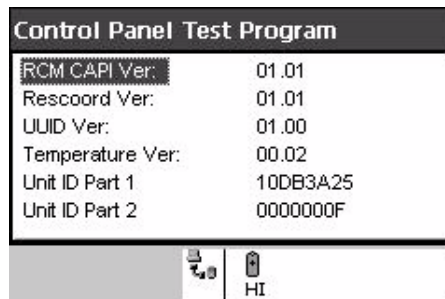 Control Panel Test Program
RCM CAPI Ver: 01.01
Rescoord Ver: 01.01
UUID Ver: 01.00
Temperature Ver: 00.02
Unit ID Part 1 10DB3A25
Unit ID Part 2 0000000F
HI